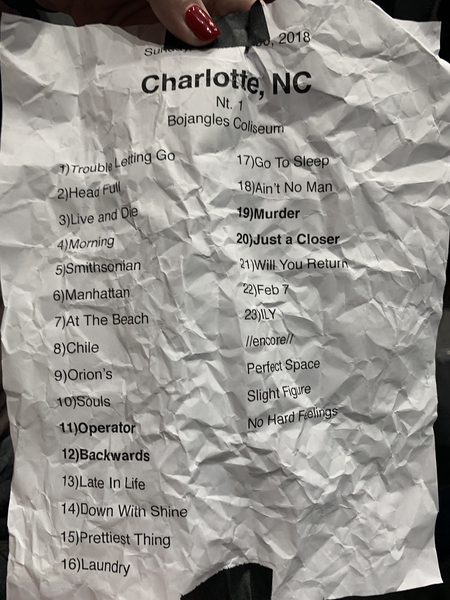 2018
Charlotte, NC
Nt. 1
Bojangles Coliseum
1)Trouble Letting Go
2)Head Full
3)Live and Die
4)Morning
5)Smithsonian
6)Manhattan
7)At The Beach
8)Chile
9)Orion's
10)Souls
11)Operator
12)Backwards
13)Late In Life
14)Down With Shine
15)Prettiest Thing
16)Laundry
17)Go To Sleep
18)Ain't No Man
19)Murder
20)Just a Closer
21)Will You Return
22)Feb 7
23)ILY
//encore//
Perfect Space
Slight Figure
No Hard Feelings